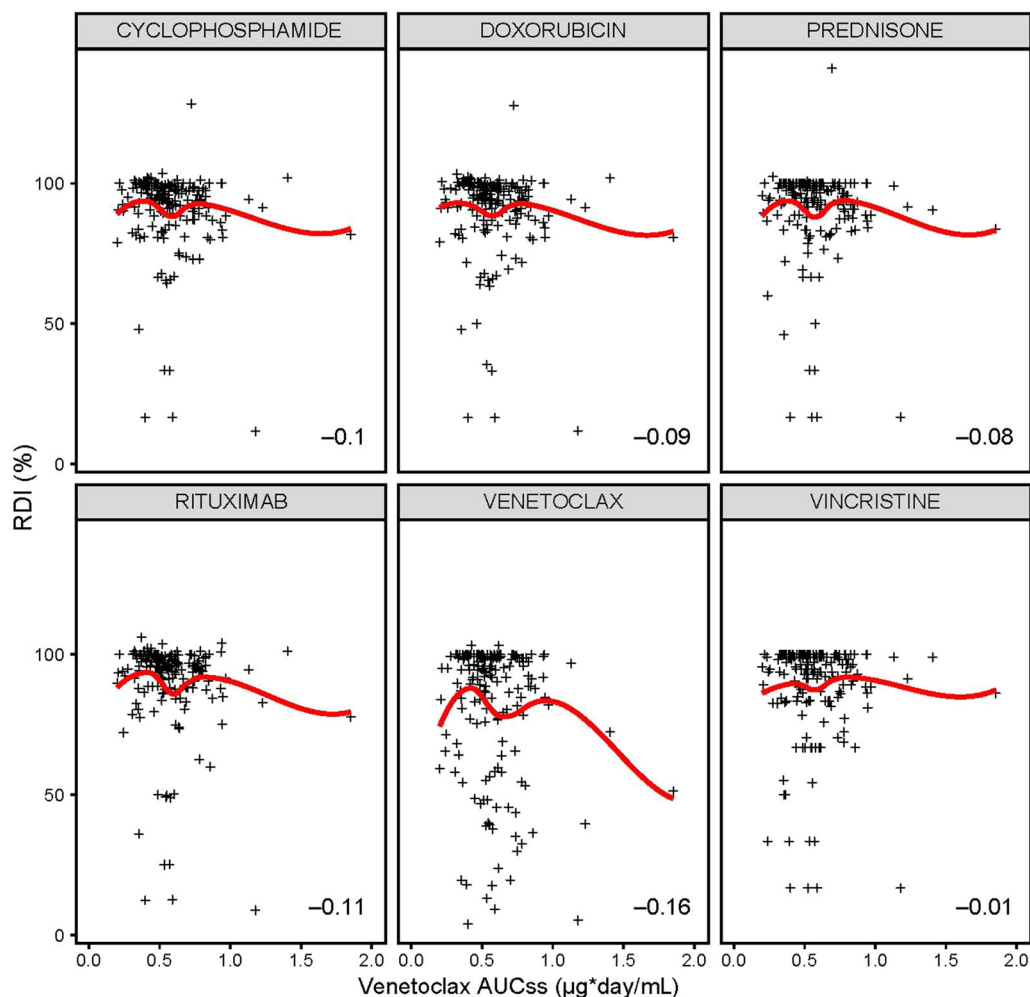 CYCLOPHOSPHAMIDE DOXORUBICIN PREDNISONE
100
50
0
–0.1 –0.09 –0.08
RDI (%)
RITUXIMAB VENETOCLAX VINCRISTINE
100
50
0
–0.11 –0.16 –0.01
0.0 0.5 1.0 1.5 2.0 0.0 0.5 1.0 1.5 2.0 0.0 0.5 1.0 1.5 2.0
Venetoclax AUCss (µg*day/mL)